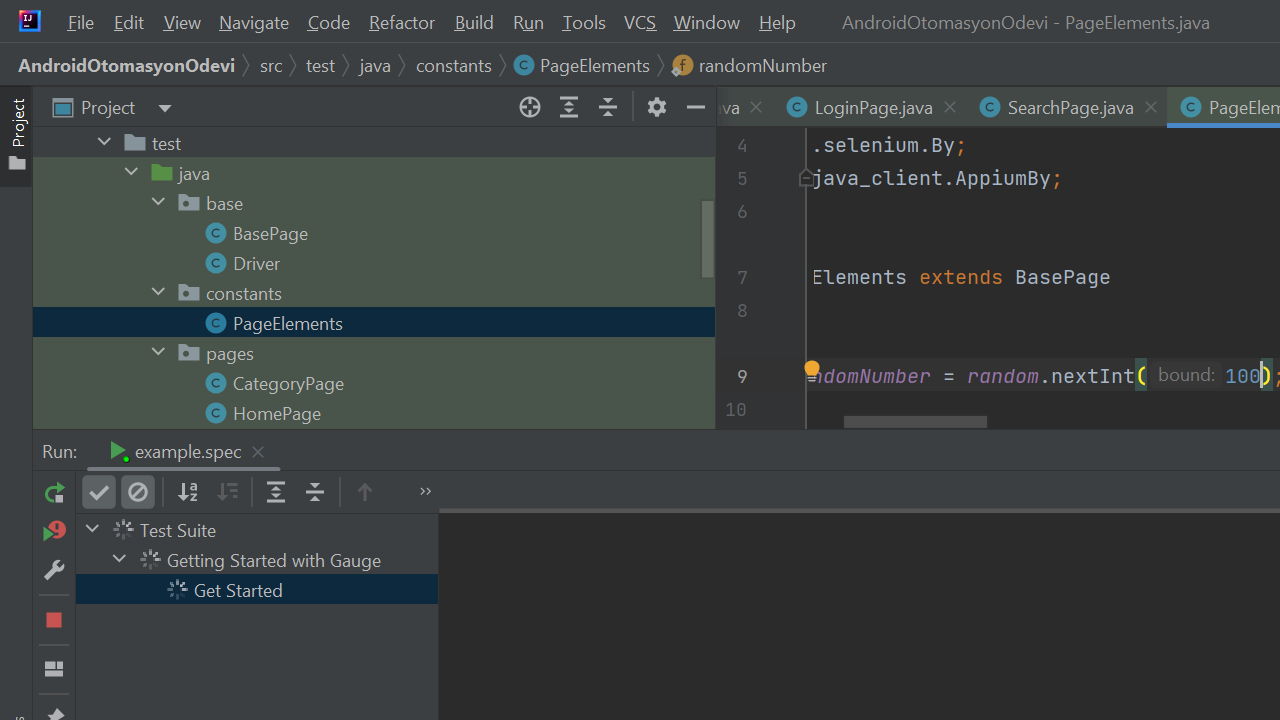 File Edit View Navigate Code Refactor Build Run Tools VCS Window Help AndroidOtomasyonOdevi - PageElements.java
AndroidOtomasyonOdevi src test java constants PageElements randomNumber
Project
Project
ava LoginPage.java SearchPage.java PageElem
test
java
base
BasePage
Driver
constants
PageElements
pages
CategoryPage
HomePage
4 .selenium.By;
5 java_client.AppiumBy;
6
7 Elements extends BasePage
8
9 ndomNumber = random.nextInt( bound: 100);
10
Run: example.spec
Test Suite
Getting Started with Gauge
Get Started